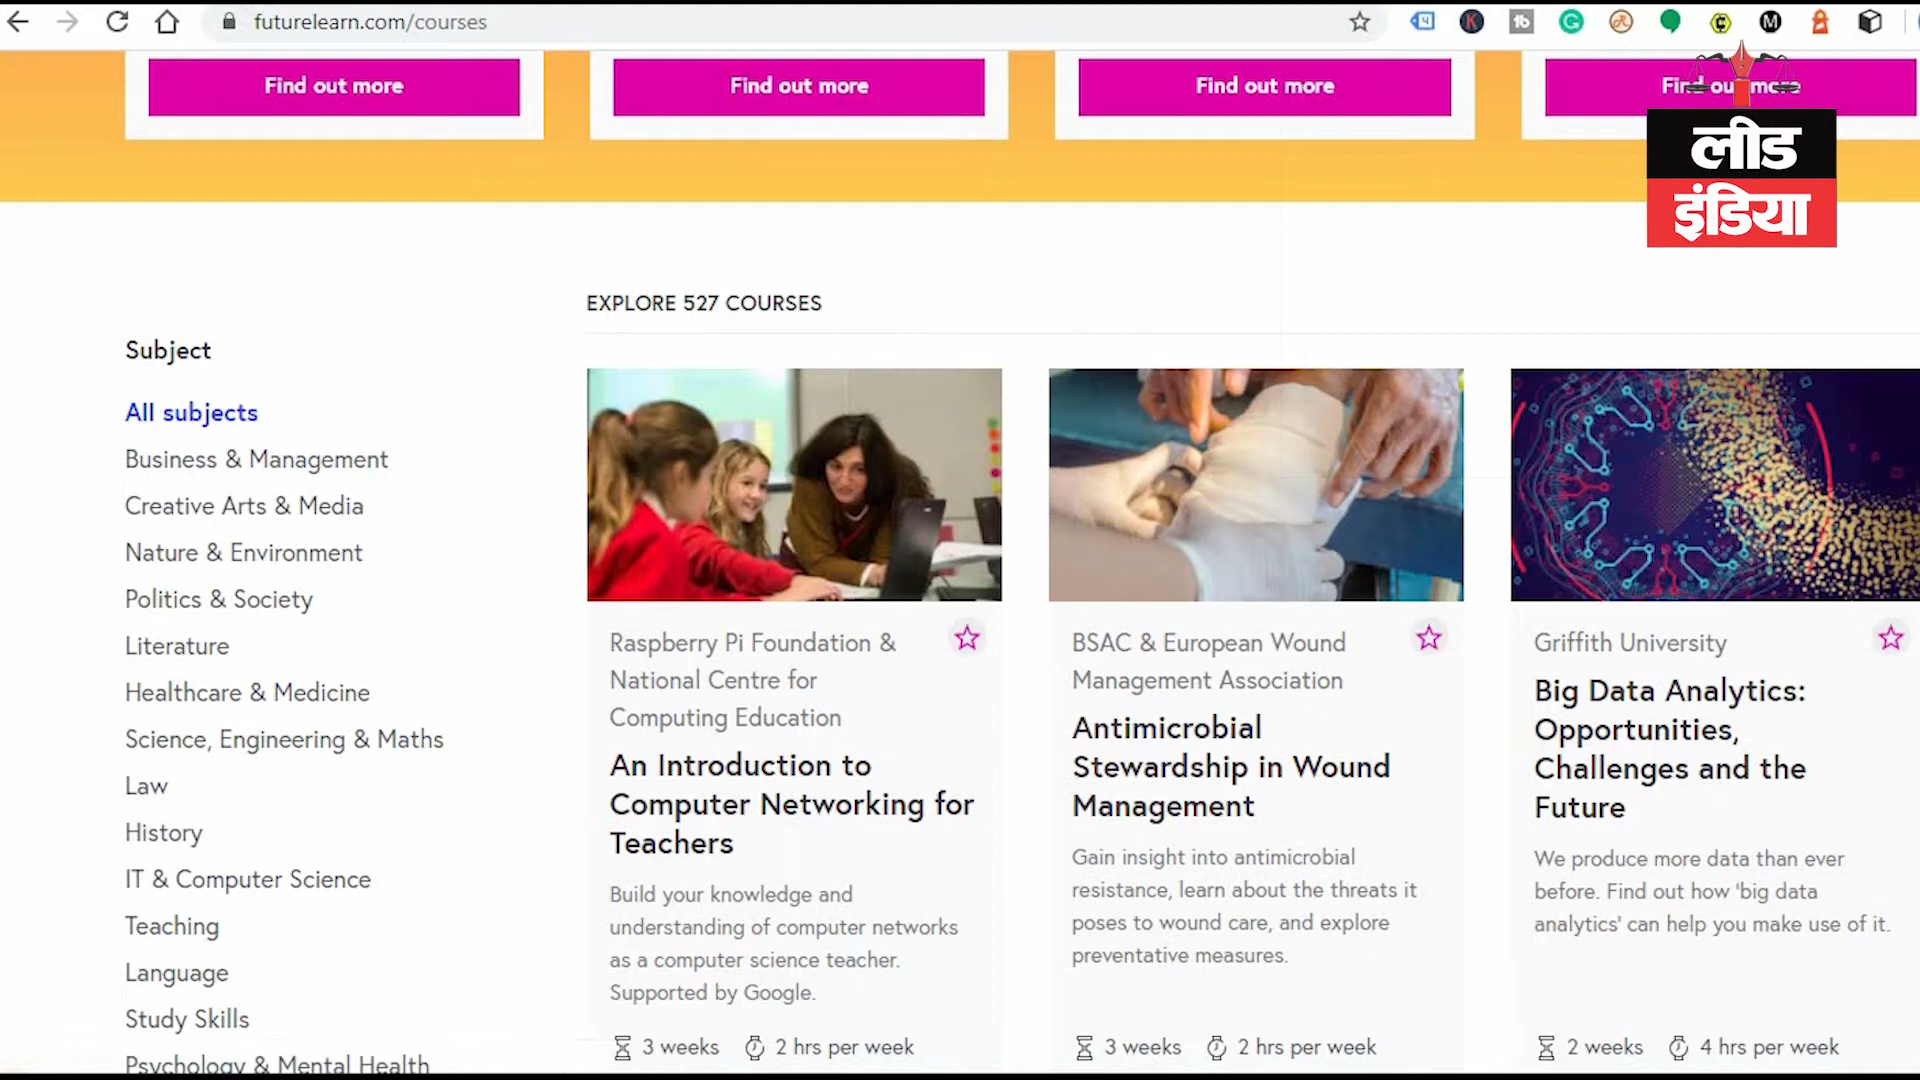 futurelearn.com/courses
Find out more
Find out more
Find out more
Find out more
लीड
इंडिया
EXPLORE 527 COURSES
Subject
All subjects
Business & Management
Creative Arts & Media
Nature & Environment
Politics & Society
Literature
Healthcare & Medicine
Science, Engineering & Maths
Law
History
IT & Computer Science
Teaching
Language
Study Skills
Psychology & Mental Health
Raspberry Pi Foundation &
National Centre for
Computing Education
An Introduction to
Computer Networking for
Teachers
Build your knowledge and
understanding of computer networks
as a computer science teacher.
Supported by Google.
3 weeks 2 hrs per week
BSAC & European Wound
Management Association
Antimicrobial
Stewardship in Wound
Management
Gain insight into antimicrobial
resistance, learn about the threats it
poses to wound care, and explore
preventative measures.
3 weeks 2 hrs per week
Griffith University
Big Data Analytics:
Opportunities,
Challenges and the
Future
We produce more data than ever
before. Find out how 'big data
analytics' can help you make use of it.
2 weeks 4 hrs per week